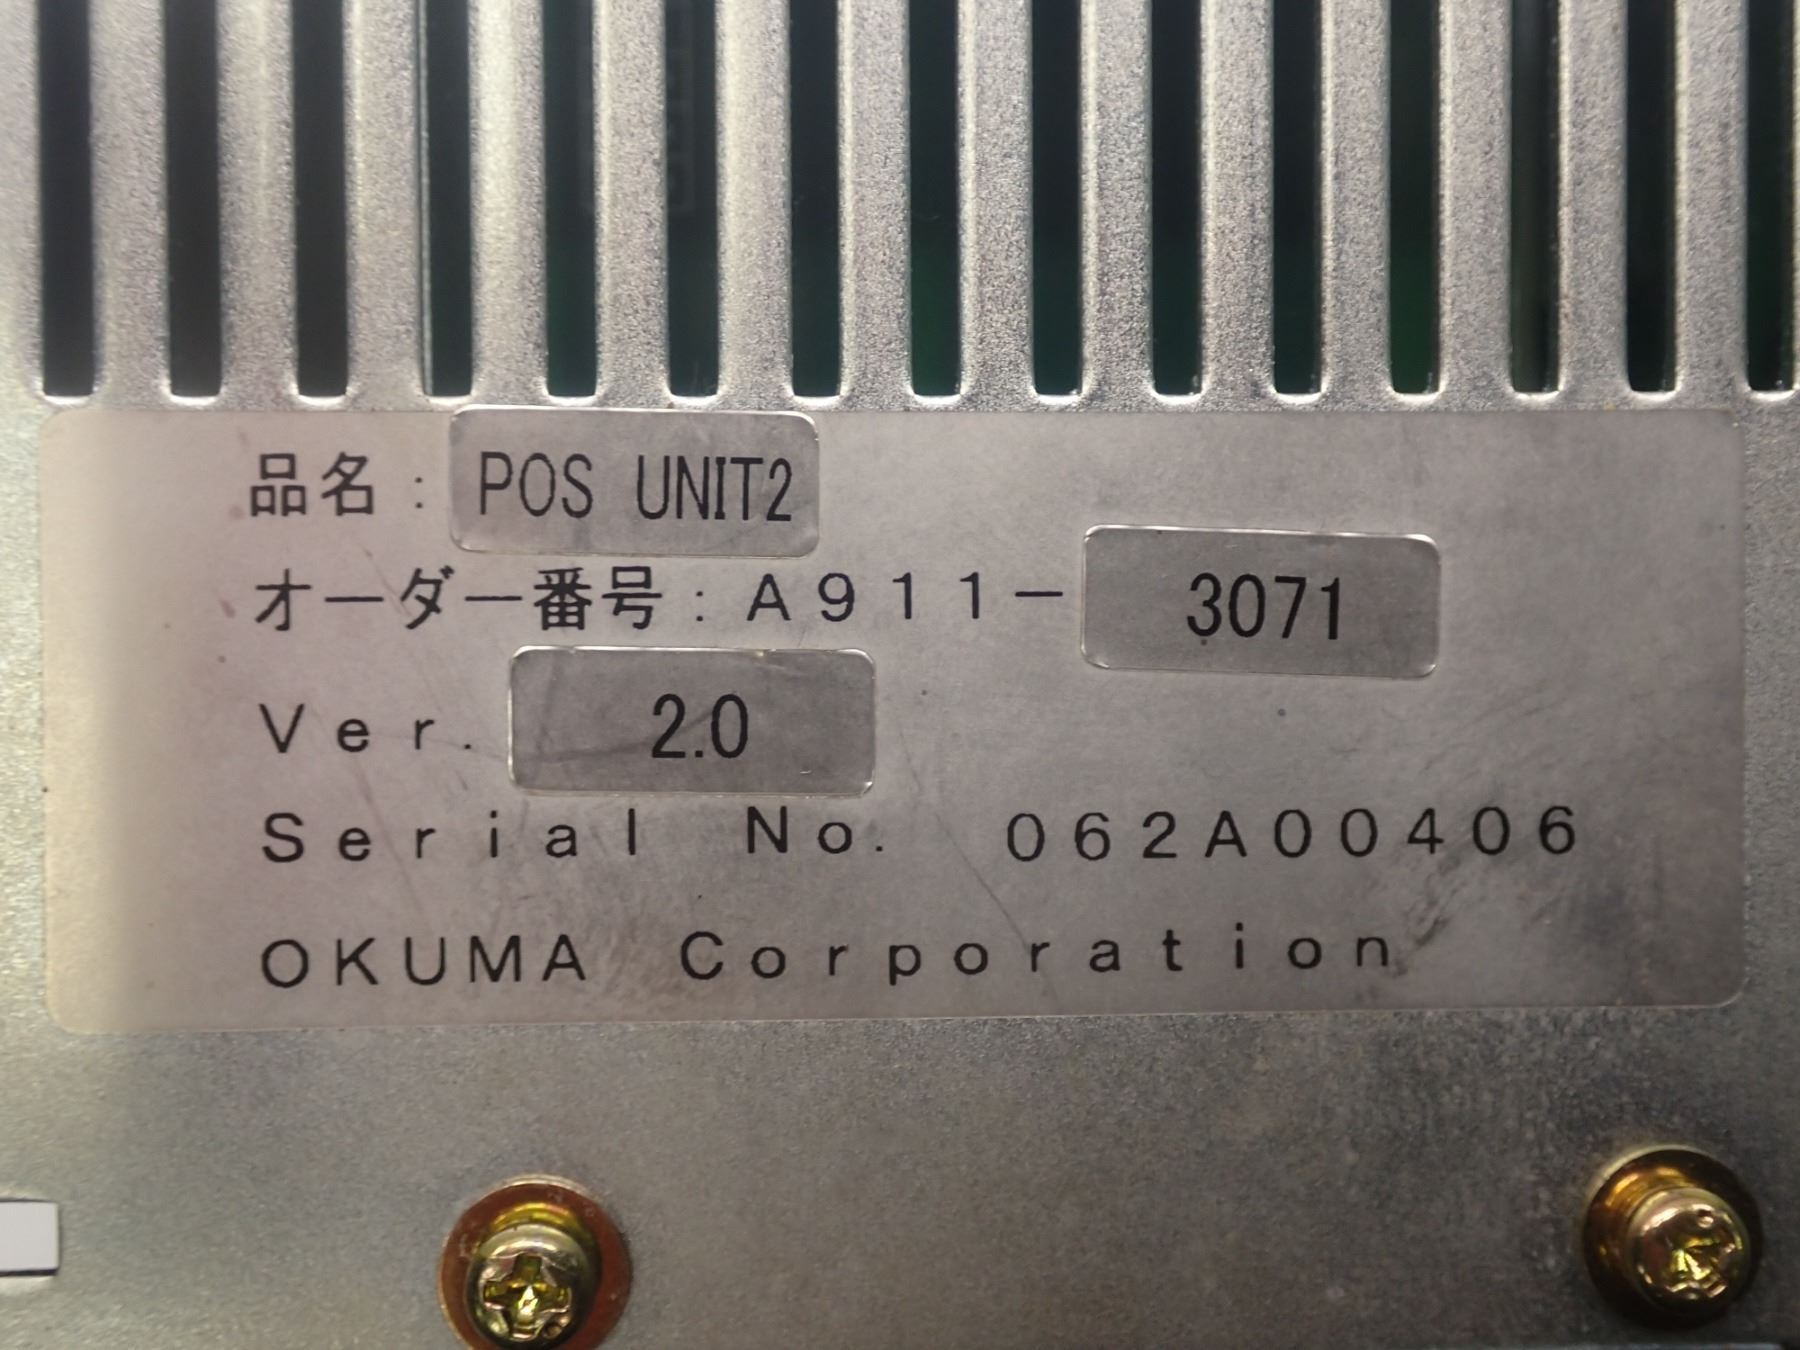 品名: POS UNIT2
オーダー番号: A911-3071
Ver. 2.0
Serial No. 062A00406
OKUMA Corporation